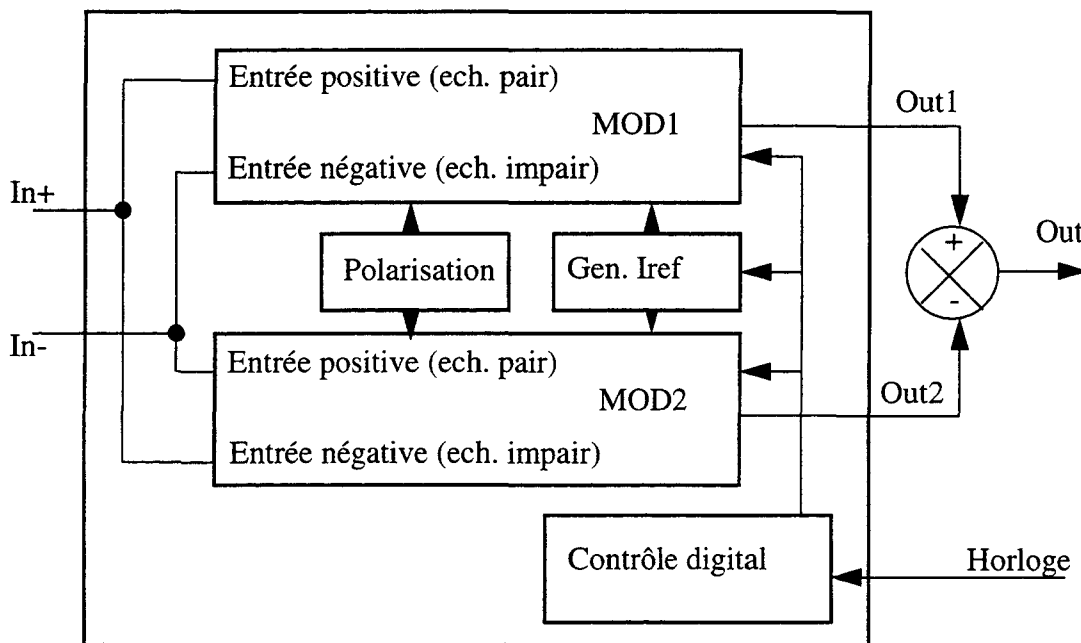 Entrée positive (ech. pair)
MOD1
Out1
Entrée négative (ech. impair)
In+
+
Out
Polarisation
Gen. Iref
-
In-
Entrée positive (ech. pair)
MOD2
Out2
Entrée négative (ech. impair)
Contrôle digital
Horloge